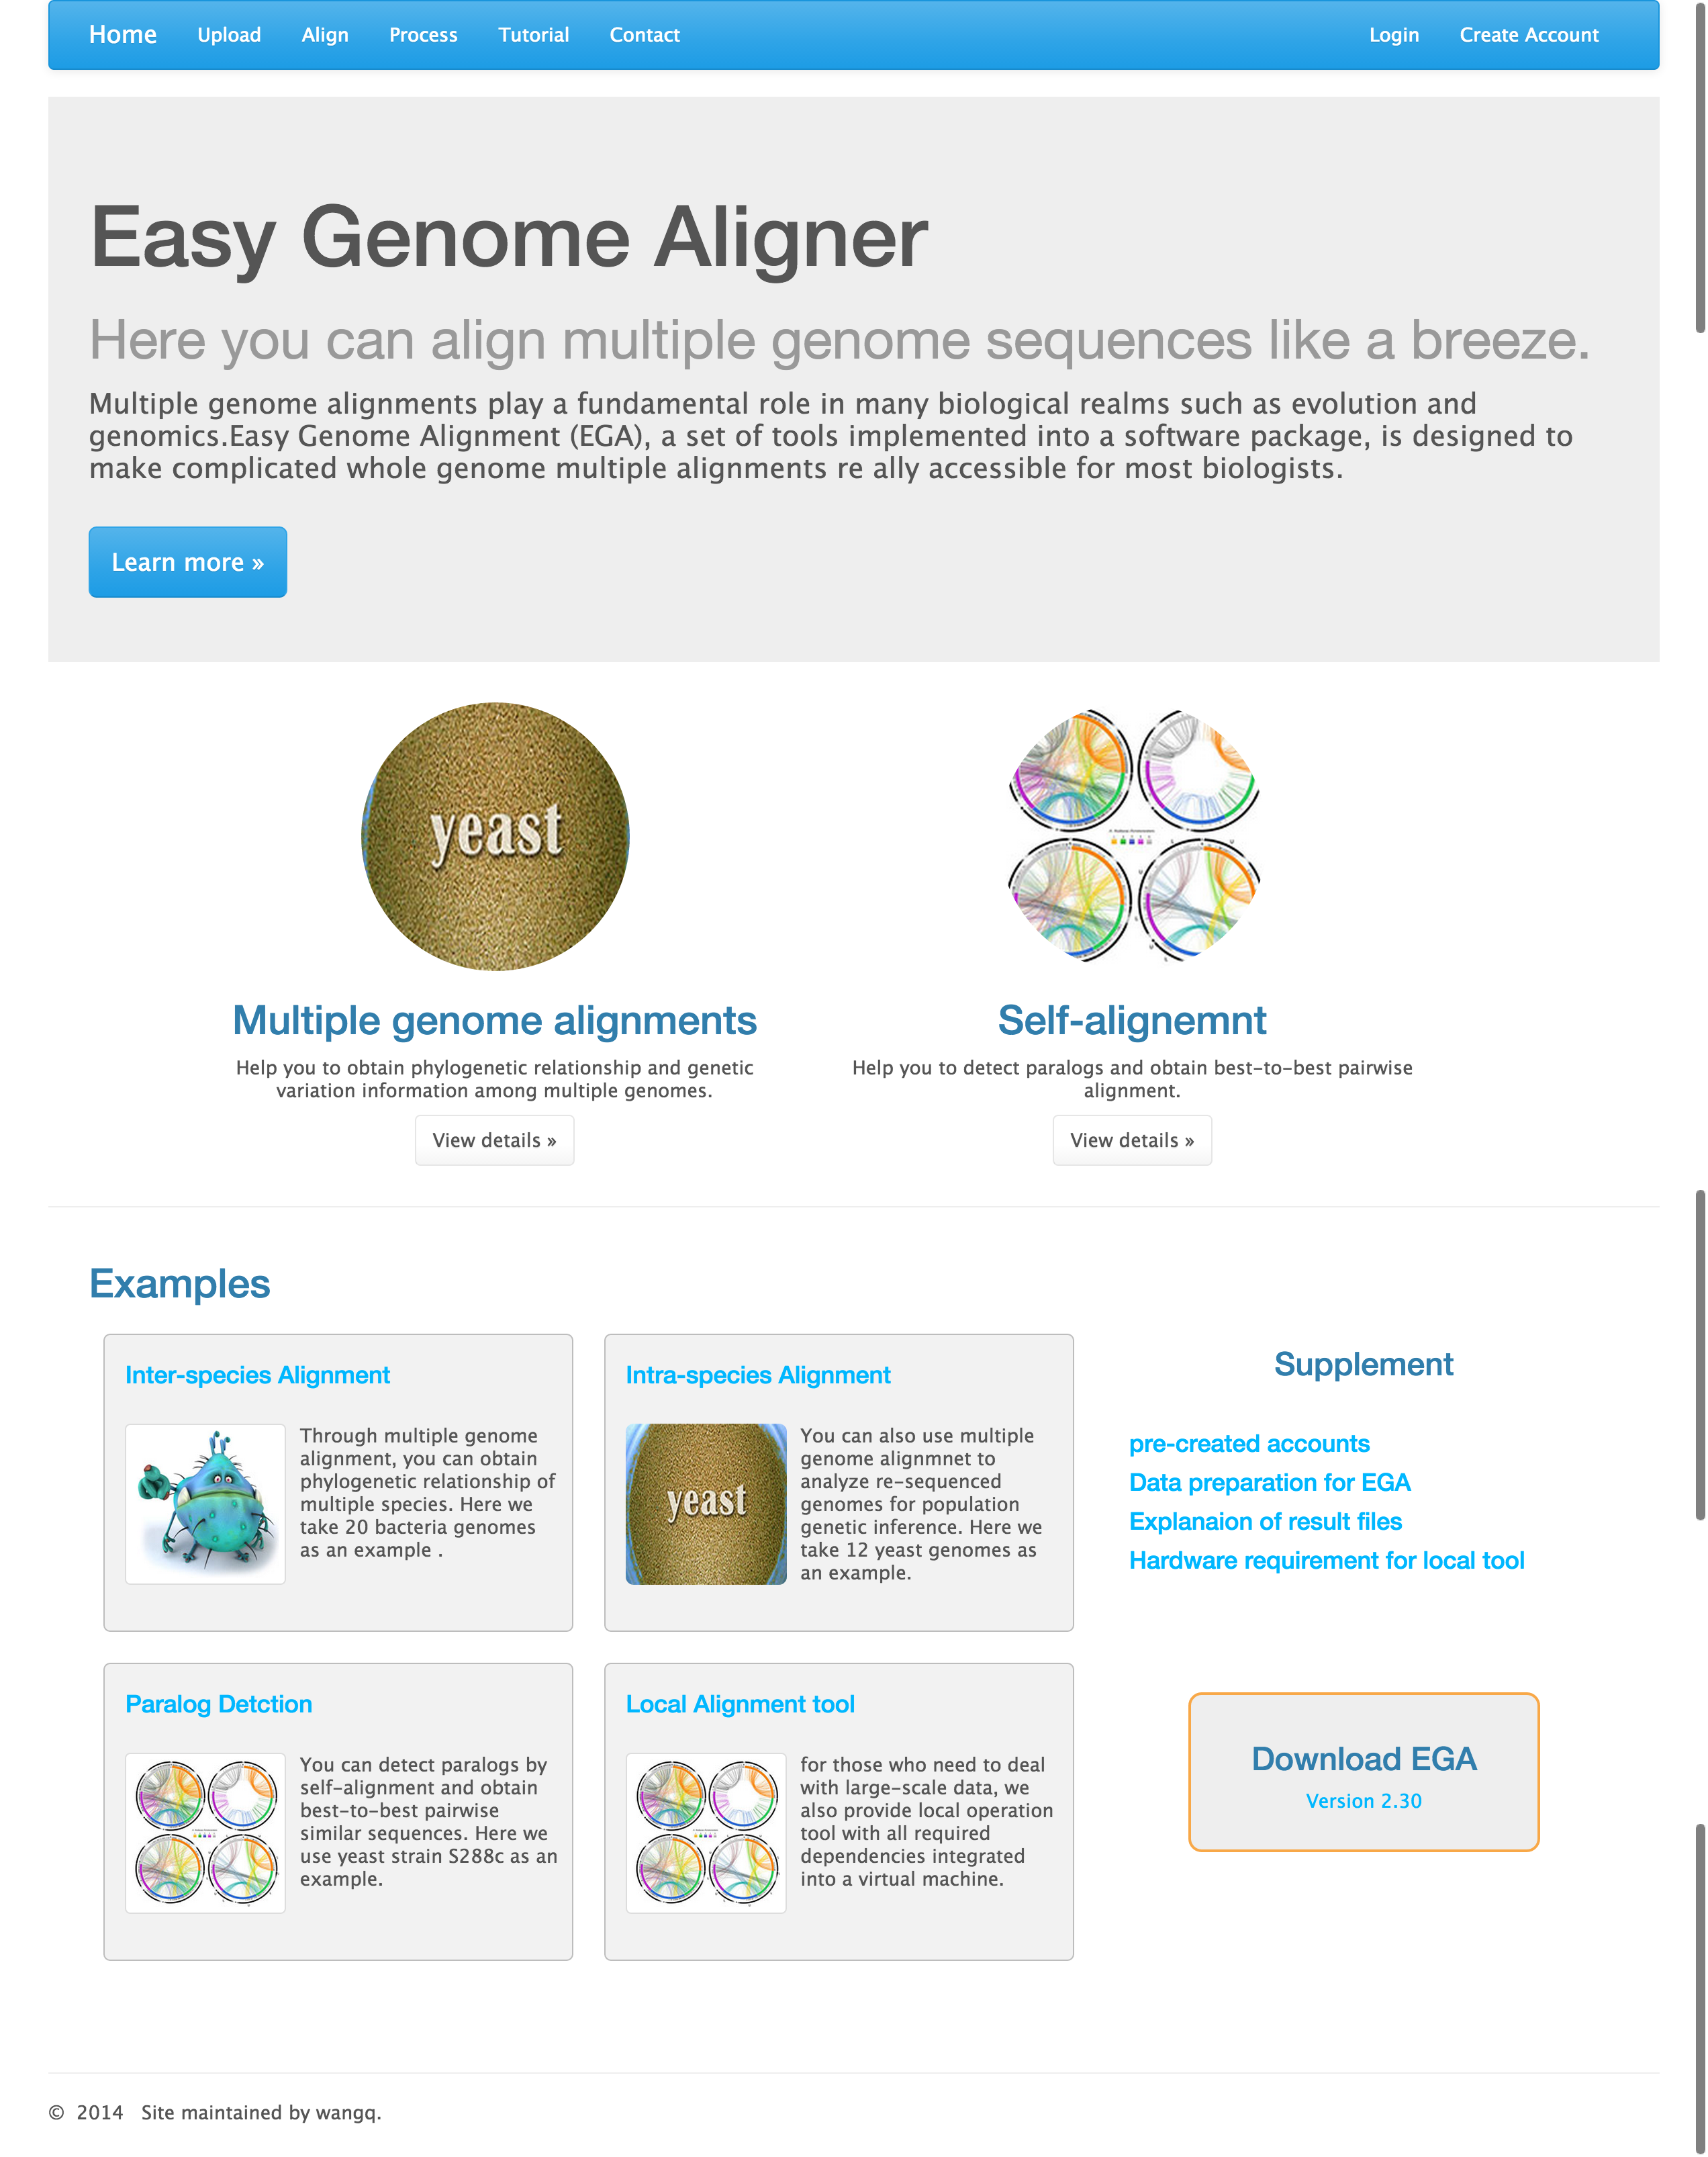 Home Upload Align Process Tutorial Contact Login Create Account
Easy Genome Aligner
Here you can align multiple genome sequences like a breeze.
Multiple genome alignments play a fundamental role in many biological realms such as evolution and
genomics.Easy Genome Alignment (EGA), a set of tools implemented into a software package, is designed to
make complicated whole genome multiple alignments re ally accessible for most biologists.
Learn more »
yeast
Multiple genome alignments
Help you to obtain phylogenetic relationship and genetic
variation information among multiple genomes.
View details »
Self-alignemnt
Help you to detect paralogs and obtain best-to-best pairwise
alignment.
View details »
Examples
Inter-species Alignment
Through multiple genome
alignment, you can obtain
phylogenetic relationship of
multiple species. Here we
take 20 bacteria genomes
as an example .
Intra-species Alignment
yeast
You can also use multiple
genome alignmnet to
analyze re-sequenced
genomes for population
genetic inference. Here we
take 12 yeast genomes as
an example.
Paralog Detction
You can detect paralogs by
self-alignment and obtain
best-to-best pairwise
similar sequences. Here we
use yeast strain S288c as an
example.
Local Alignment tool
for those who need to deal
with large-scale data, we
also provide local operation
tool with all required
dependencies integrated
into a virtual machine.
Supplement
pre-created accounts
Data preparation for EGA
Explanaion of result files
Hardware requirement for local tool
Download EGA
Version 2.30
© 2014 Site maintained by wangq.